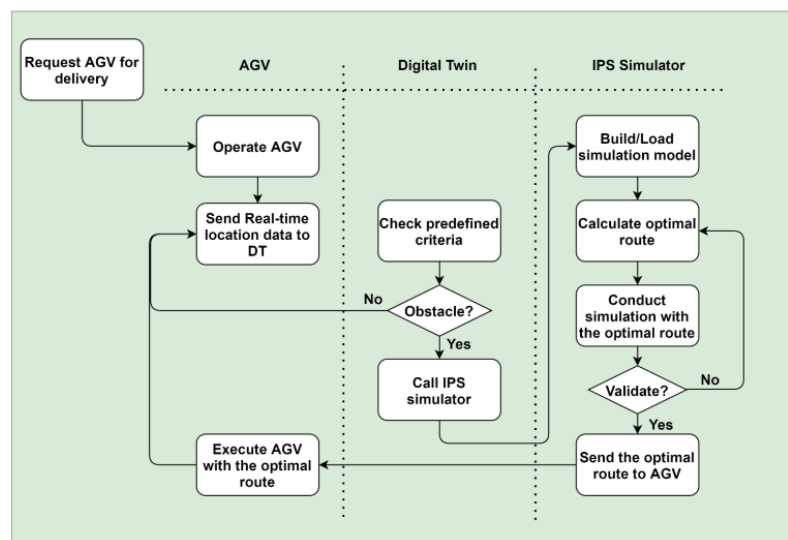 Request AGV for
delivery
AGV
Digital Twin
IPS Simulator
Operate AGV
Send Real-time
location data to
DT
Execute AGV
with the optimal
route
Check predefined
criteria
Obstacle?
No
Yes
Call IPS
simulator
Build/Load
simulation model
Calculate optimal
route
Conduct
simulation with
the optimal route
Validate?
No
Yes
Send the optimal
route to AGV